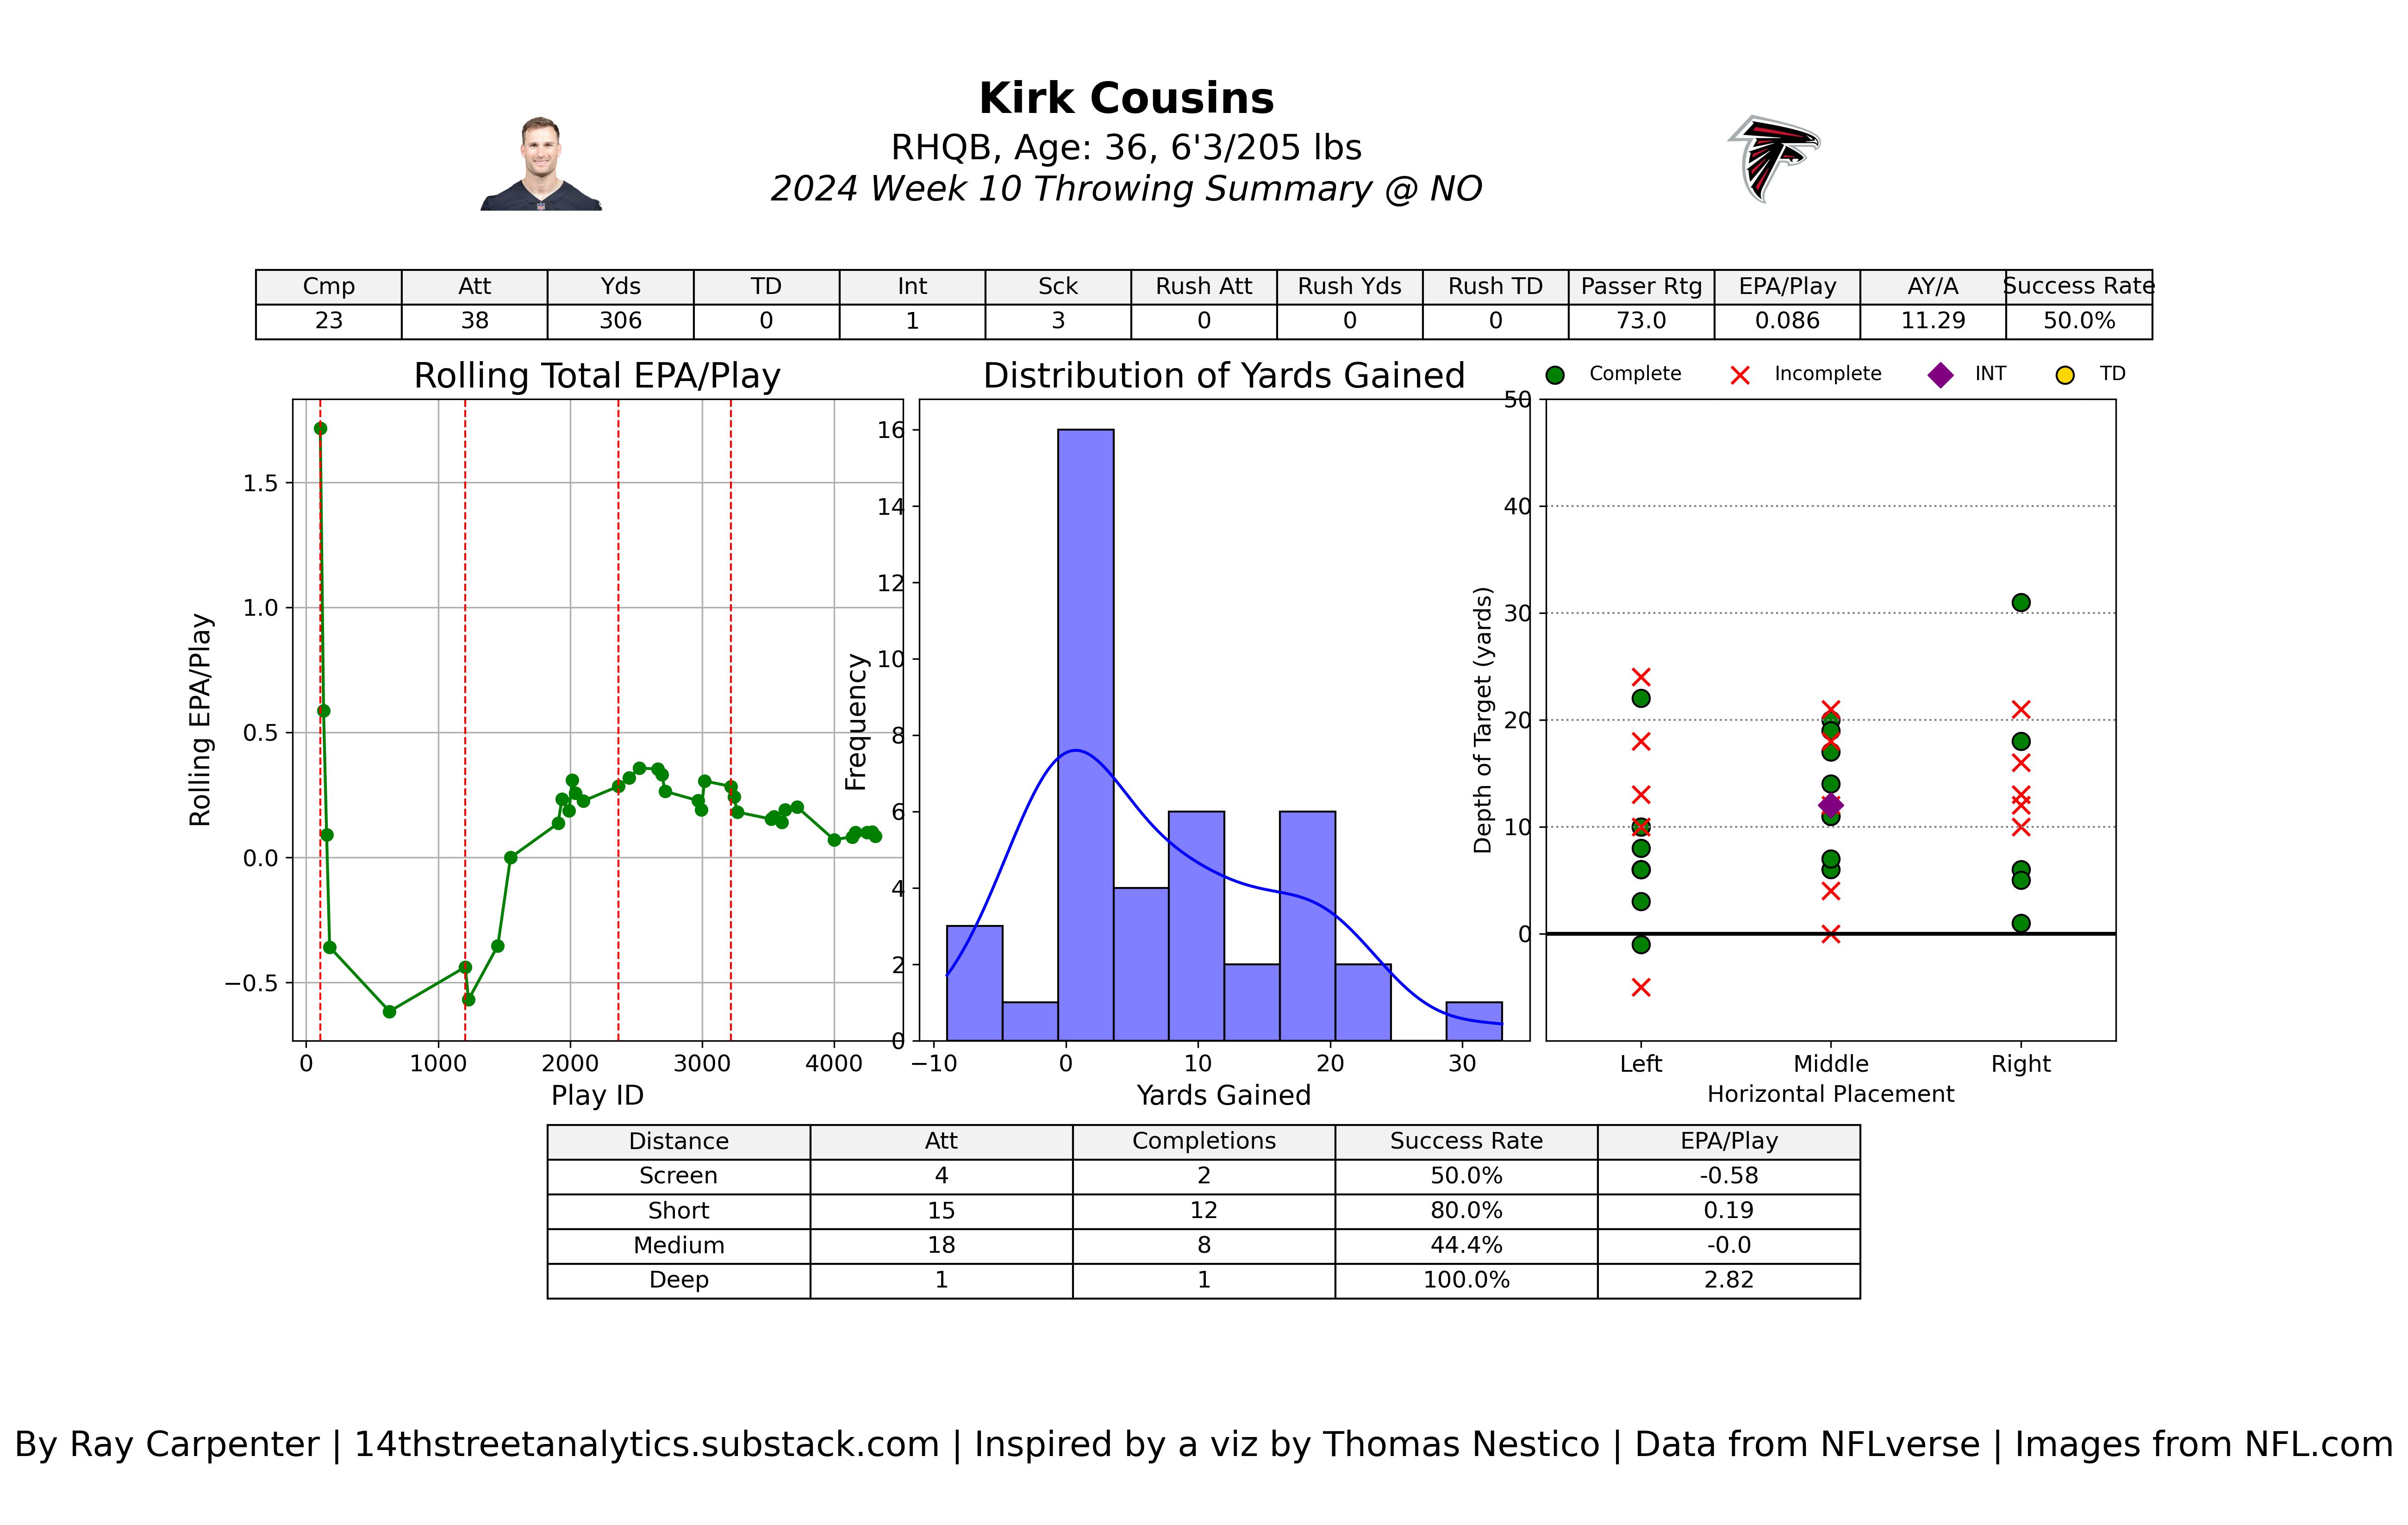 Kirk Cousins
RHQB, Age: 36, 6'3/205 lbs
2024 Week 10 Throwing Summary @ NO
Cmp Att Yds TD Int Sck Rush Att Rush Yds Rush TD Passer Rtg EPA/Play AY/A Success Rate
23 38 306 0 1 3 0 0 0 73.0 0.086 11.29 50.0%
Rolling Total EPA/Play
Rolling EPA/Play
1.5
1.0
0.5
0.0
−0.5
0 1000 2000 3000 4000
Play ID
Distribution of Yards Gained
Frequency
16
14
12
10
8
6
4
2
0
−10 0 10 20 30
Yards Gained
Complete Incomplete INT TD
Depth of Target (yards)
50
40
30
20
10
0
Left Middle Right
Horizontal Placement
Distance Att Completions Success Rate EPA/Play
Screen 4 2 50.0% -0.58
Short 15 12 80.0% 0.19
Medium 18 8 44.4% -0.0
Deep 1 1 100.0% 2.82
By Ray Carpenter | 14thstreetanalytics.substack.com | Inspired by a viz by Thomas Nestico | Data from NFLverse | Images from NFL.com